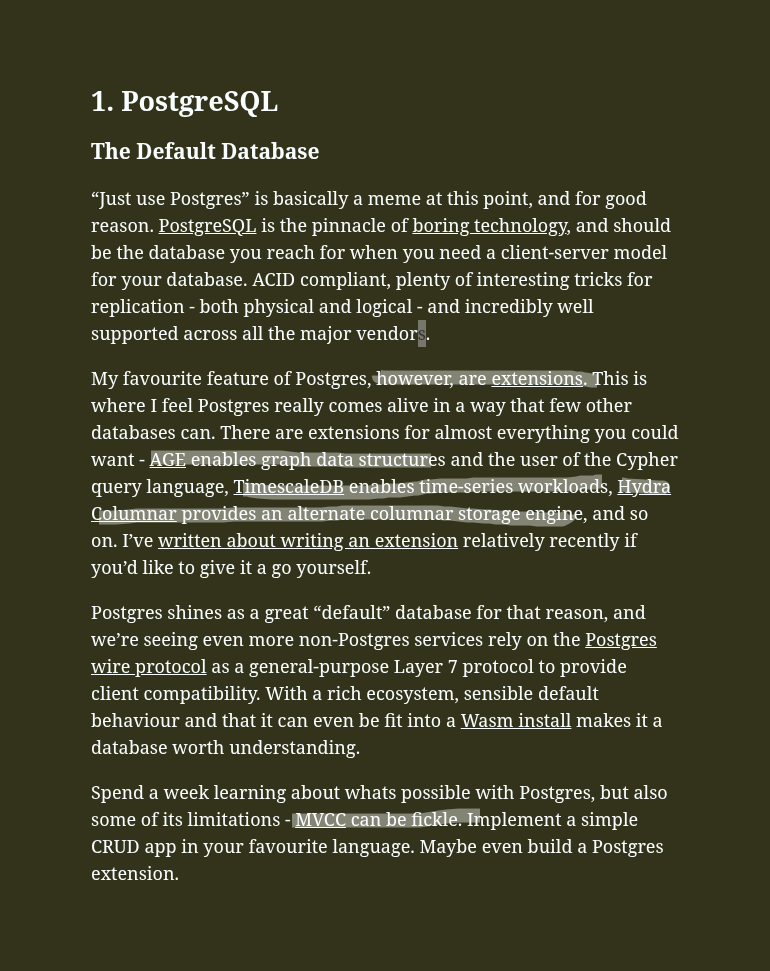 1. PostgreSQL
The Default Database
“Just use Postgres” is basically a meme at this point, and for good
reason. PostgreSQL is the pinnacle of boring technology, and should
be the database you reach for when you need a client-server model
for your database. ACID compliant, plenty of interesting tricks for
replication - both physical and logical - and incredibly well
supported across all the major vendors.
My favourite feature of Postgres, however, are extensions. This is
where I feel Postgres really comes alive in a way that few other
databases can. There are extensions for almost everything you could
want - AGE enables graph data structures and the user of the Cypher
query language, TimescaleDB enables time-series workloads, Hydra
Columnar provides an alternate columnar storage engine, and so
on. I’ve written about writing an extension relatively recently if
you’d like to give it a go yourself.
Postgres shines as a great “default” database for that reason, and
we’re seeing even more non-Postgres services rely on the Postgres
wire protocol as a general-purpose Layer 7 protocol to provide
client compatibility. With a rich ecosystem, sensible default
behaviour and that it can even be fit into a Wasm install makes it a
database worth understanding.
Spend a week learning about whats possible with Postgres, but also
some of its limitations - MVCC can be fickle. Implement a simple
CRUD app in your favourite language. Maybe even build a Postgres
extension.